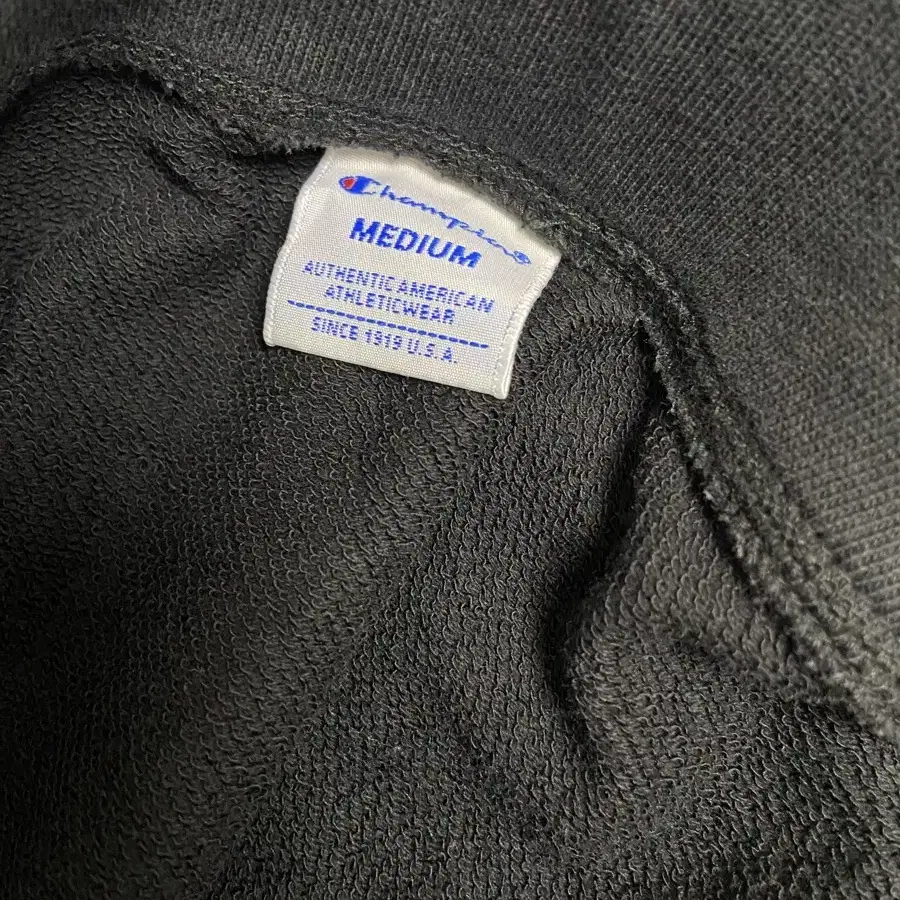 Champion
MEDIUM
AUTHENTIC AMERICAN
ATHLETICWEAR
SINCE 1919 U.S.A.